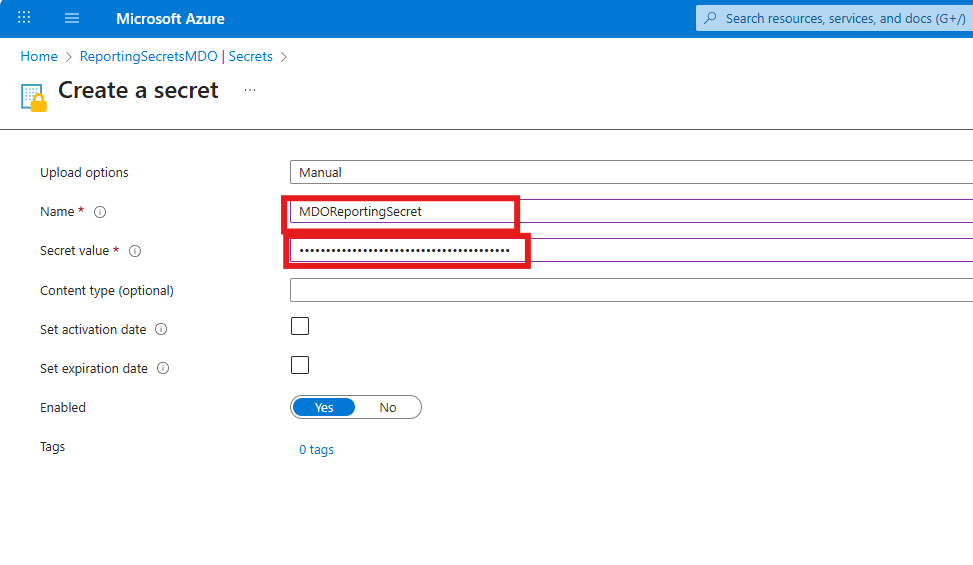 Microsoft Azure
Search resources, services, and docs (G+/)
Home > ReportingSecretsMDO | Secrets >
Create a secret ...
Upload options Manual
Name * MDOReportingSecret
Secret value * ••••••••••••••••••••••••••••••••••••••••
Content type (optional)
Set activation date
Set expiration date
Enabled Yes No
Tags 0 tags